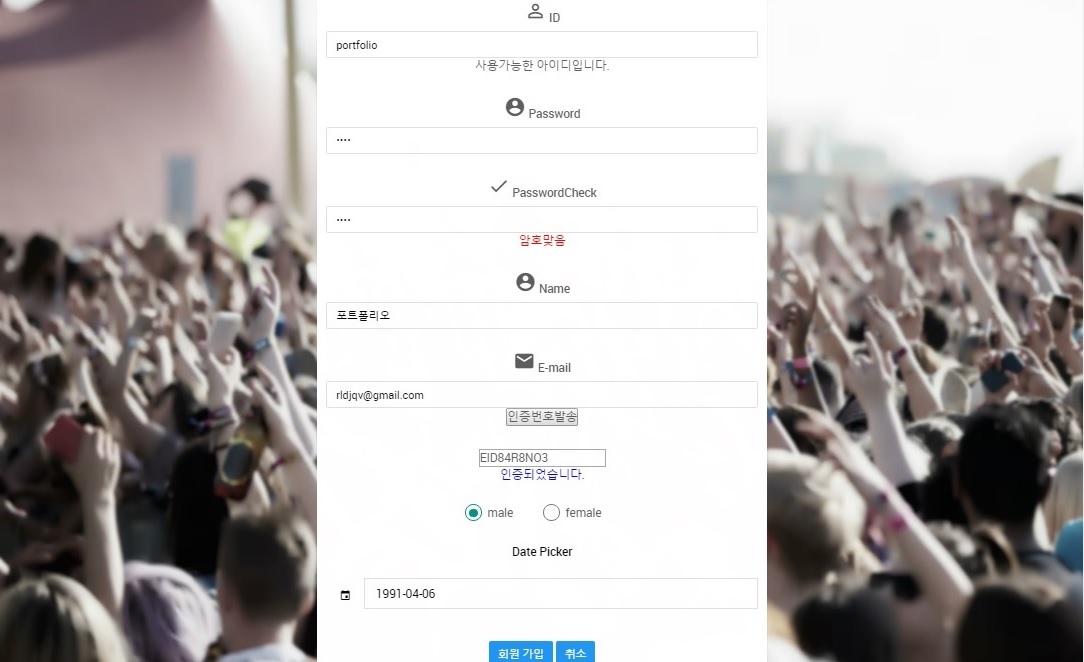 ID
portfolio
사용가능한 아이디입니다.
Password
····
PasswordCheck
····
암호맞음
Name
포트폴리오
E-mail
rldjqv@gmail.com
인증번호발송
EID84R8NO3
인증되었습니다.
male female
Date Picker
1991-04-06
회원 가입 취소